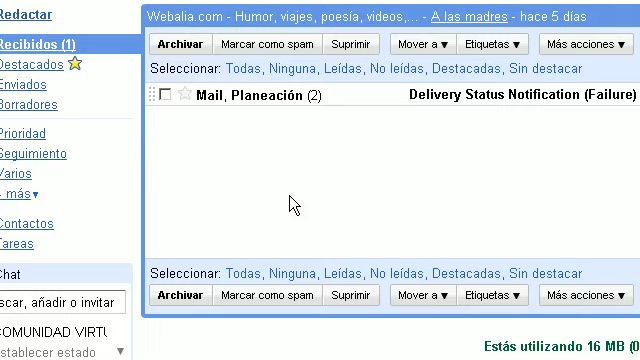 Redactar
Webalia.com - Humor, viajes, poesía, videos,... - A las madres - hace 5 días
Recibidos (1)
Archivar Marcar como spam Suprimir Mover a ▾ Etiquetas ▾ Más acciones ▾
Destacados
Seleccionar: Todas, Ninguna, Leídas, No leídas, Destacadas, Sin destacar
Enviados
Mail, Planeación (2) Delivery Status Notification (Failure)
Borradores
Prioridad
Seguimiento
Varios
4 más ▾
Contactos
Tareas
Chat
Seleccionar: Todas, Ninguna, Leídas, No leídas, Destacadas, Sin destacar
scar, añadir o invitar
Archivar Marcar como spam Suprimir Mover a ▾ Etiquetas ▾ Más acciones ▾
COMUNIDAD VIRTU
stablecer estado
Estás utilizando 16 MB (0